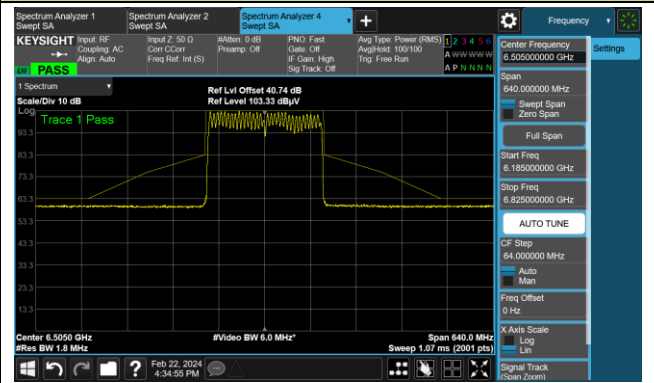 Spectrum Analyzer 1
Swept SA
Spectrum Analyzer 2
Swept SA
Spectrum Analyzer 4
Swept SA
Frequency
KEYSIGHT
Input: RF
Coupling: AC
Align: Auto
Input Z: 50 Ω
Corr CCorr
Freq Ref: Int (S)
#Atten: 0 dB
Preamp: Off
PNO: Fast
Gate: Off
IF Gain: High
Sig Track: Off
Avg Type: Power (RMS)
Avg|Hold: 100/100
Trig: Free Run
1 2 3 4 5 6
A W W W W W
A P N N N N
PASS
1 Spectrum
Scale/Div 10 dB
Ref Lvl Offset 40.74 dB
Ref Level 103.33 dBµV
Log
Trace 1 Pass
93.3
83.3
73.3
63.3
53.3
43.3
33.3
23.3
13.3
Center 6.5050 GHz
#Res BW 1.8 MHz
#Video BW 6.0 MHz*
Span 640.0 MHz
Sweep 1.07 ms (2001 pts)
Feb 22, 2024
4:34:55 PM
Center Frequency
6.505000000 GHz
Settings
Span
640.000000 MHz
Swept Span
Zero Span
Full Span
Start Freq
6.185000000 GHz
Stop Freq
6.825000000 GHz
AUTO TUNE
CF Step
64.000000 MHz
Auto
Man
Freq Offset
0 Hz
X Axis Scale
Log
Lin
Signal Track
(Span Zoom)